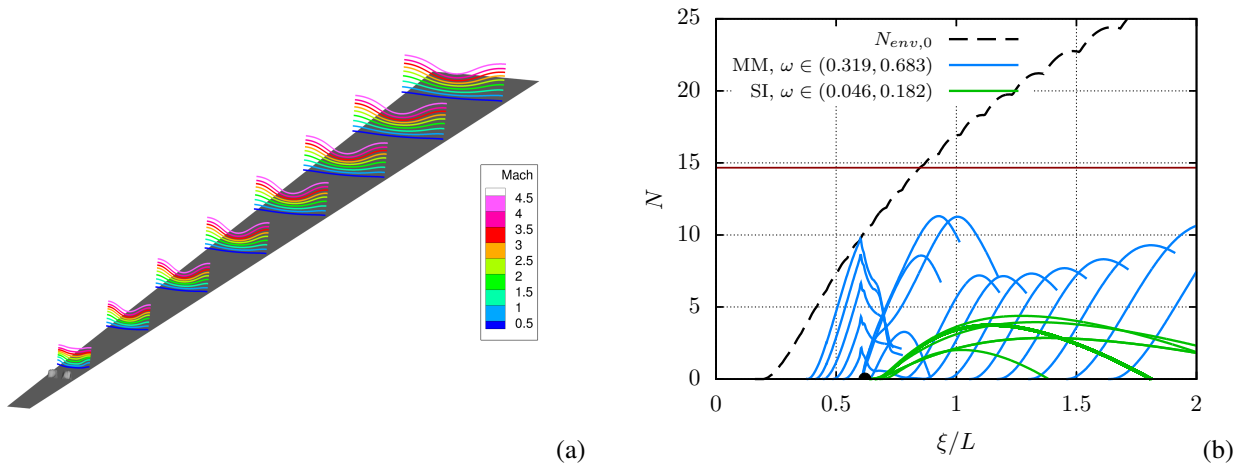 Mach
4.5
4
3.5
3
2.5
2
1.5
1
0.5
(a)
25
20
15
10
5
0
N
N_{env,0}
MM, ω ∈ (0.319, 0.683)
SI, ω ∈ (0.046, 0.182)
0
0.5
1
1.5
2
ξ/L
(b)